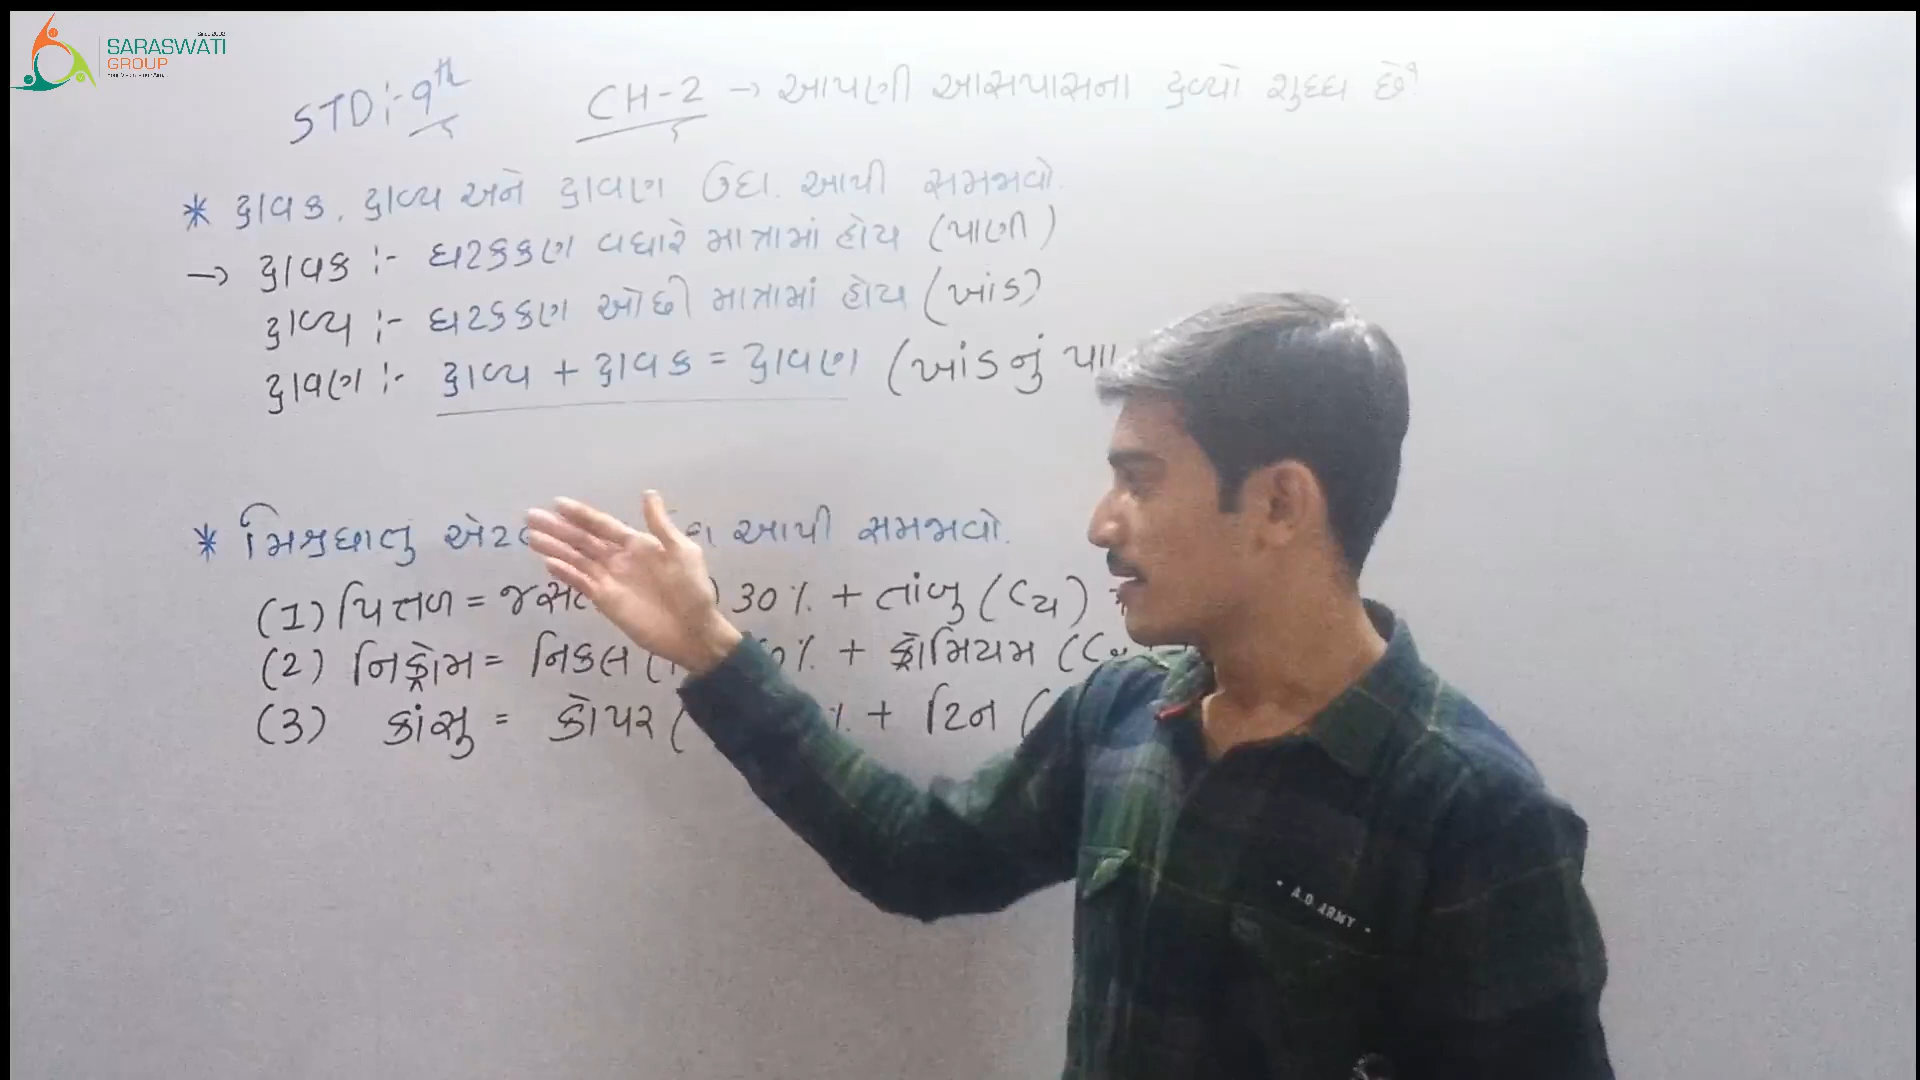 Since 2002
SARASWATI
GROUP
STD:- 9th CH-2 → આપણી આસપાસના દ્રવ્યો શુધ્ધ છે?
* દ્રાવક, દ્રાવ્ય અને દ્રાવણ ઉદા. આપી સમજાવો.
→ દ્રાવક :- ઘટકકણ વધારે માત્રામાં હોય (પાણી)
દ્રાવ્ય :- ઘટકકણ ઓછી માત્રામાં હોય (ખાંડ)
દ્રાવણ :- દ્રાવ્ય + દ્રાવક = દ્રાવણ (ખાંડનું
* મિશ્રધાતુ આપી સમજાવો.
(1) પિત્તળ = 30 % + તાંબુ (Cu)
(2) નિક્રોમ = નિકલ ( % + ક્રોમિયમ (
(3) કાંસુ = કોપર ( % + ટિન (
A.D. ARMY